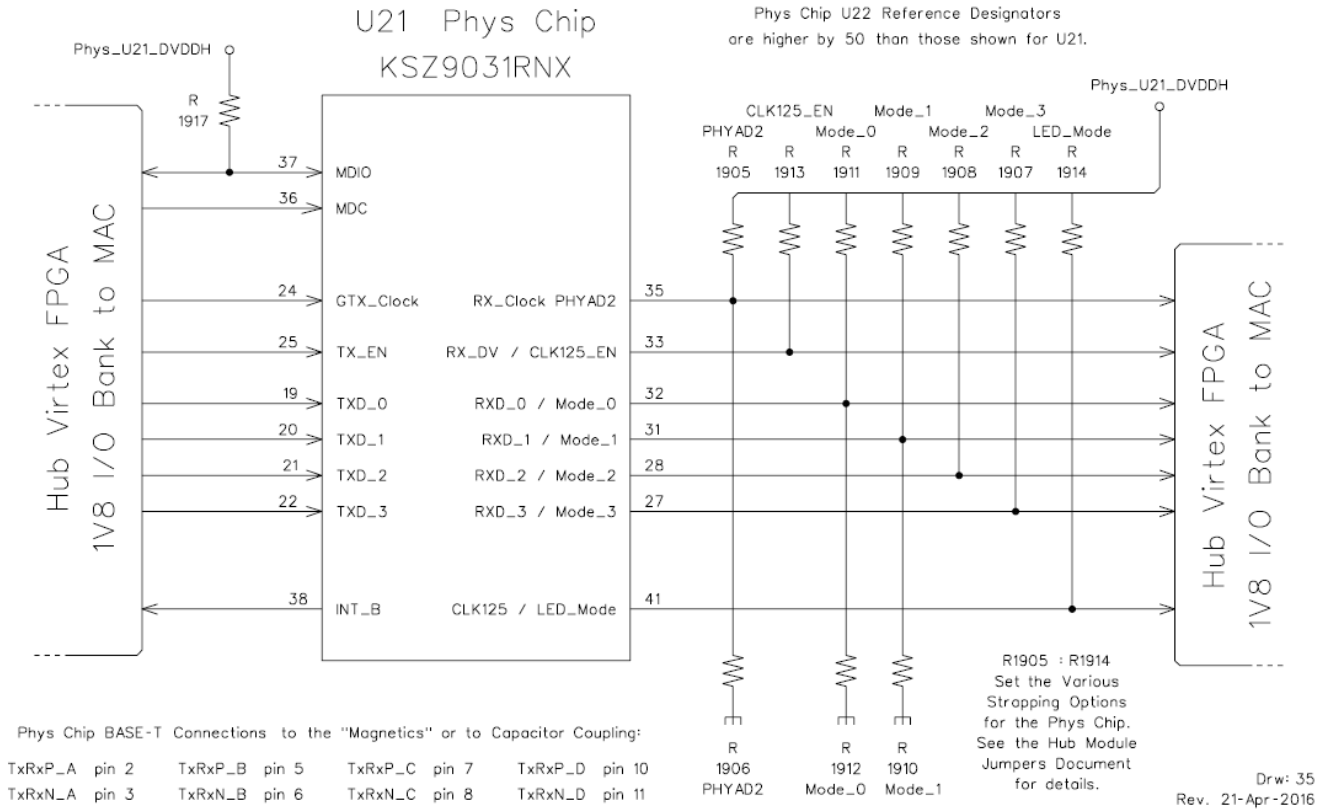 U21 Phys Chip
KSZ9031RNX
Phys Chip U22 Reference Designators
are higher by 50 than those shown for U21.
Phys_U21_DVDDH
R
1917
Phys_U21_DVDDH
CLK125_EN Mode_1 Mode_3
PHYAD2 Mode_0 Mode_2 LED_Mode
R R R R R R R
1905 1913 1911 1909 1908 1907 1914
Hub Virtex FPGA
1V8 I/O Bank to MAC
37 MDIO
36 MDC
24 GTX_Clock RX_Clock PHYAD2 35
25 TX_EN RX_DV / CLK125_EN 33
19 TXD_0 RXD_0 / Mode_0 32
20 TXD_1 RXD_1 / Mode_1 31
21 TXD_2 RXD_2 / Mode_2 28
22 TXD_3 RXD_3 / Mode_3 27
38 INT_B CLK125 / LED_Mode 41
Hub Virtex FPGA
1V8 I/O Bank to MAC
R R R
1906 1912 1910
PHYAD2 Mode_0 Mode_1
R1905 : R1914
Set the Various
Strapping Options
for the Phys Chip.
See the Hub Module
Jumpers Document
for details.
Phys Chip BASE-T Connections to the "Magnetics" or to Capacitor Coupling:
TxRxP_A pin 2 TxRxP_B pin 5 TxRxP_C pin 7 TxRxP_D pin 10
TxRxN_A pin 3 TxRxN_B pin 6 TxRxN_C pin 8 TxRxN_D pin 11
Drw: 35
Rev. 21-Apr-2016